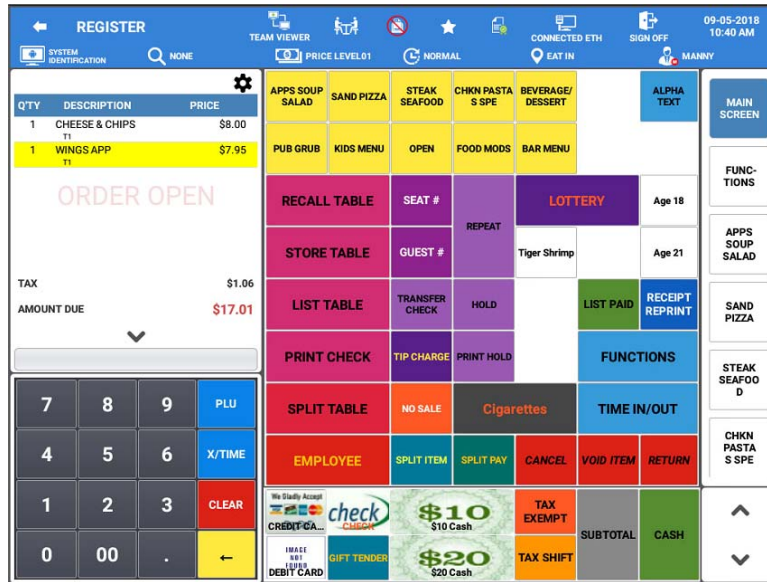 REGISTER
TEAM VIEWER
CONNECTED ETH
SIGN OFF
09-05-2018
10:40 AM
SYSTEM
IDENTIFICATION
NONE
PRICE LEVEL01
NORMAL
EAT IN
MANNY
Q'TY DESCRIPTION PRICE
1 CHEESE & CHIPS $8.00
T1
1 WINGS APP $7.95
T1
ORDER OPEN
TAX $1.06
AMOUNT DUE $17.01
7 8 9 PLU
4 5 6 X/TIME
1 2 3 CLEAR
0 00 . ←
APPS SOUP
SALAD
SAND PIZZA
STEAK
SEAFOOD
CHKN PASTA
S SPE
BEVERAGE/
DESSERT
ALPHA
TEXT
PUB GRUB
KIDS MENU
OPEN
FOOD MODS
BAR MENU
RECALL TABLE
SEAT #
REPEAT
LOTTERY
Age 18
STORE TABLE
GUEST #
Tiger Shrimp
Age 21
LIST TABLE
TRANSFER
CHECK
HOLD
LIST PAID
RECEIPT
REPRINT
PRINT CHECK
TIP CHARGE
PRINT HOLD
FUNCTIONS
SPLIT TABLE
NO SALE
Cigarettes
TIME IN/OUT
EMPLOYEE
SPLIT ITEM
SPLIT PAY
CANCEL
VOID ITEM
RETURN
We Gladly Accept
CREDIT CA...
check
CHECK
$10
$10 Cash
TAX
EXEMPT
SUBTOTAL
CASH
IMAGE
NOT
FOUND
DEBIT CARD
GIFT TENDER
$20
$20 Cash
TAX SHIFT
MAIN
SCREEN
FUNC-
TIONS
APPS
SOUP
SALAD
SAND
PIZZA
STEAK
SEAFOO
D
CHKN
PASTA
S SPE